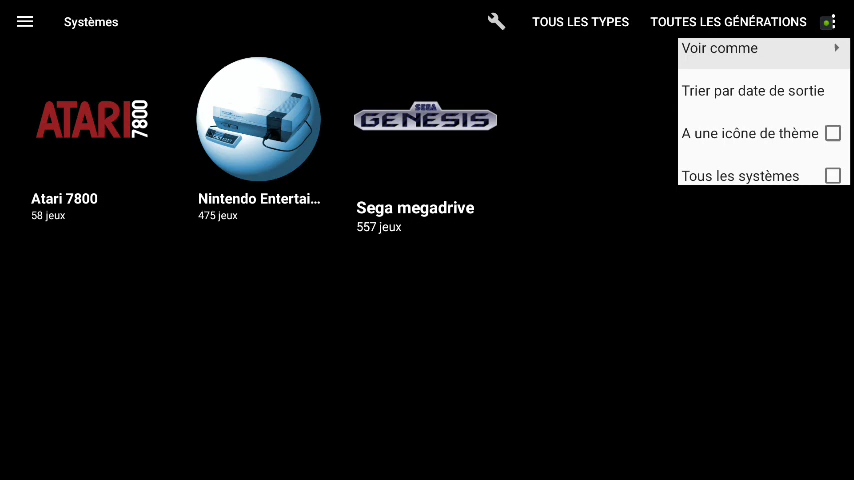 Systèmes
TOUS LES TYPES
TOUTES LES GÉNÉRATIONS
Voir comme
Trier par date de sortie
A une icône de thème
Tous les systèmes
ATARI 7800
SEGA
GENESIS
Atari 7800
58 jeux
Nintendo Entertai...
475 jeux
Sega megadrive
557 jeux